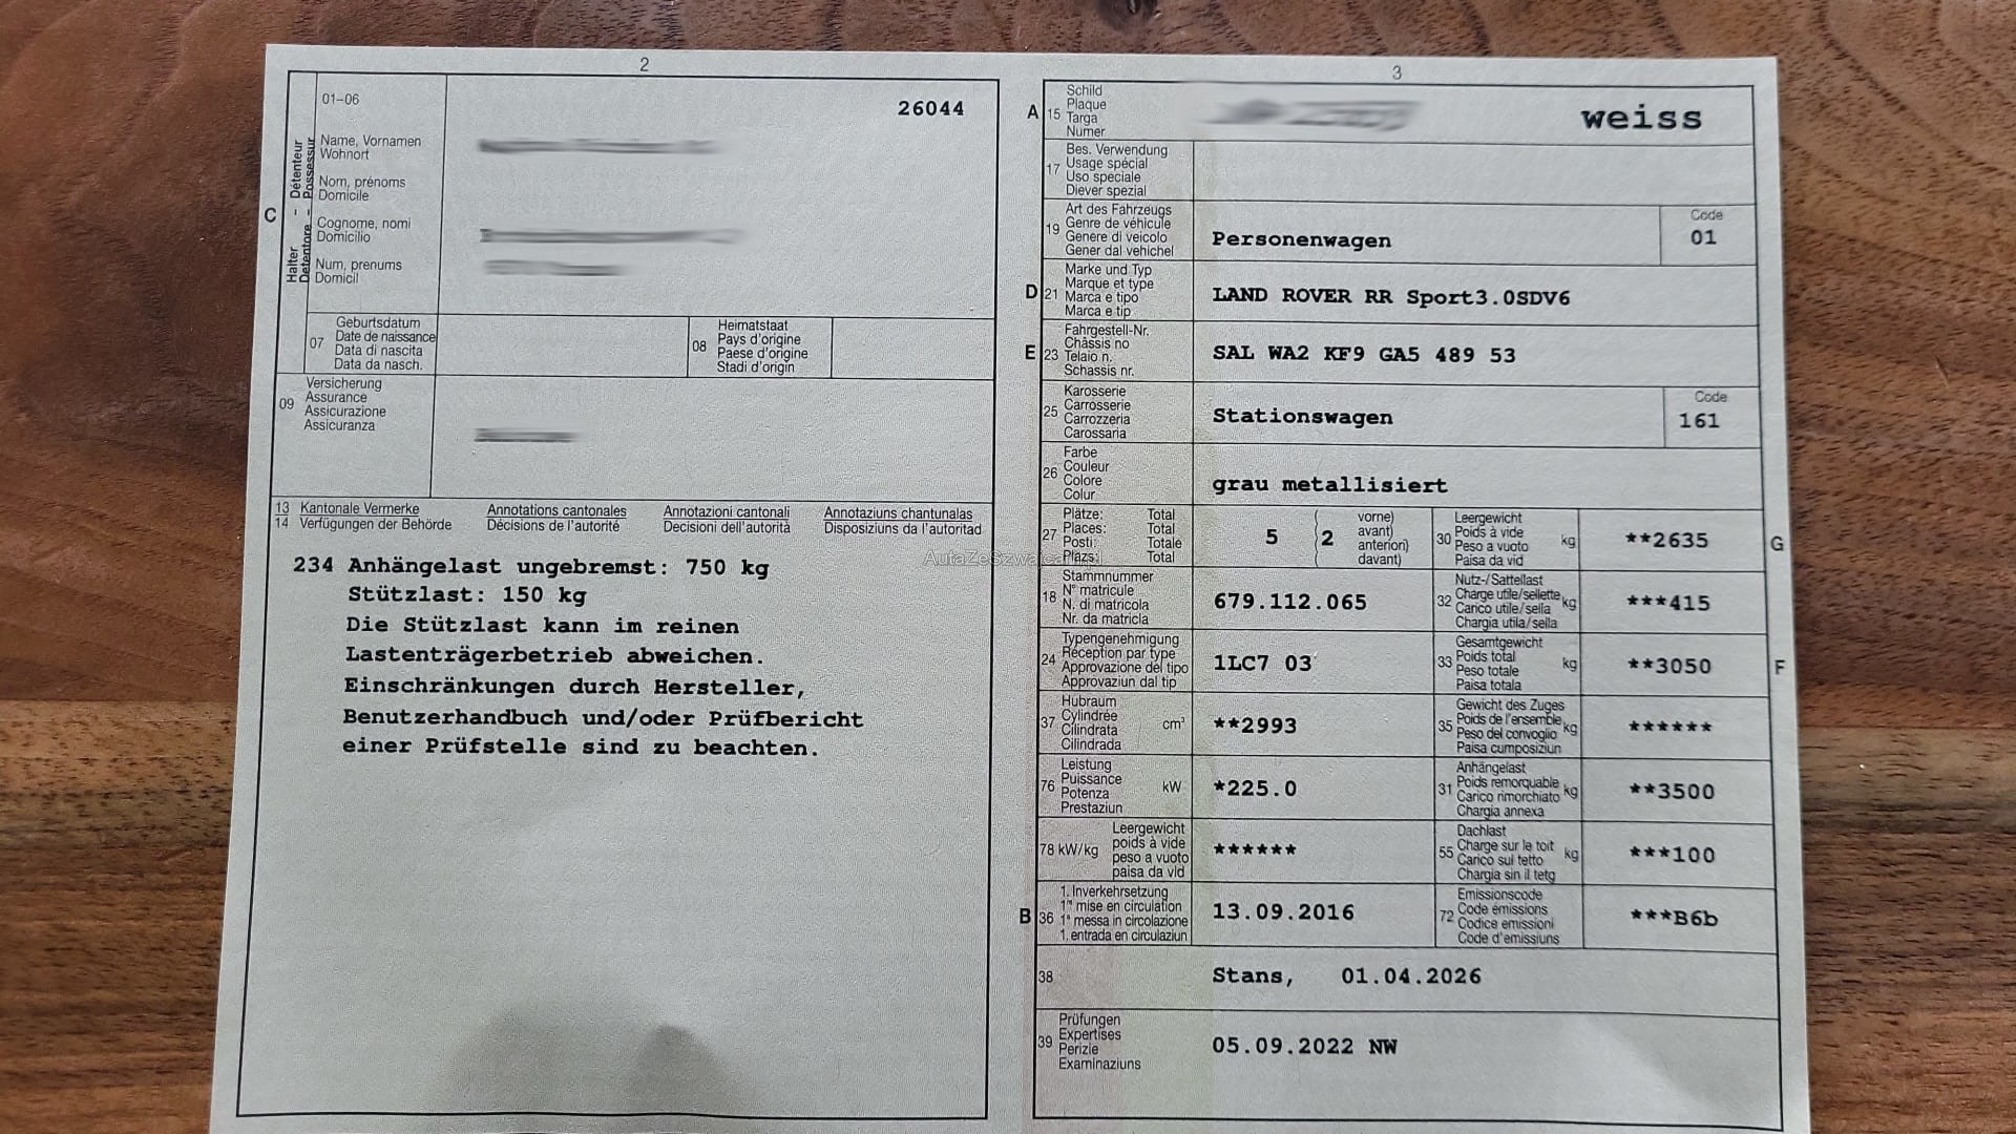 2
01–06
26044
Halter - Détenteur
Detentore - Possessur
C
Name, Vornamen
Wohnort
Nom, prénoms
Domicile
Cognome, nomi
Domicilio
Num, prenums
Domicil
07
Geburtsdatum
Date de naissance
Data di nascita
Data da nasch.
08
Heimatstaat
Pays d'origine
Paese d'origine
Stadi d'origin
09
Versicherung
Assurance
Assicurazione
Assicuranza
13 Kantonale Vermerke Annotations cantonales Annotazioni cantonali Annotaziuns chantunalas
14 Verfügungen der Behörde Décisions de l'autorité Decisioni dell'autorità Disposiziuns da l'autoritad
234 Anhängelast ungebremst: 750 kg
Stützlast: 150 kg
Die Stützlast kann im reinen
Lastenträgerbetrieb abweichen.
Einschränkungen durch Hersteller,
Benutzerhandbuch und/oder Prüfbericht
einer Prüfstelle sind zu beachten.
3
A 15
Schild
Plaque
Targa
Numer
weiss
17
Bes. Verwendung
Usage spécial
Uso speciale
Diever spezial
19
Art des Fahrzeugs
Genre de véhicule
Genere di veicolo
Gener dal vehichel
Personenwagen
Code
01
D 21
Marke und Typ
Marque et type
Marca e tipo
Marca e tip
LAND ROVER RR Sport3.0SDV6
E 23
Fahrgestell-Nr.
Châssis no
Telaio n.
Schassis nr.
SAL WA2 KF9 GA5 489 53
25
Karosserie
Carrosserie
Carrozzeria
Carossaria
Stationswagen
Code
161
26
Farbe
Couleur
Colore
Colur
grau metallisiert
27
Plätze: Total
Places: Total
Posti: Totale
Plazs: Total
5 2
vorne)
avant)
anteriori)
davant)
30
Leergewicht
Poids à vide
Peso a vuoto
Paisa da vid
kg
**2635
G
18
Stammnummer
N° matricule
N. di matricola
Nr. da matricla
679.112.065
32
Nutz-/Sattellast
Charge utile/sellette
Carico utile/sella
Chargia utila/sella
kg
***415
24
Typengenehmigung
Réception par type
Approvazione del tipo
Approvaziun dal tip
1LC7 03
33
Gesamtgewicht
Poids total
Peso totale
Paisa totala
kg
**3050
F
37
Hubraum
Cylindrée
Cilindrata
Cilindrada
cm³
**2993
35
Gewicht des Zuges
Poids de l'ensemble
Peso del convoglio
Paisa cumposiziun
kg
******
76
Leistung
Puissance
Potenza
Prestaziun
kW
*225.0
31
Anhängelast
Poids remorquable
Carico rimorchiato
Chargia annexa
kg
**3500
78 kW/kg
Leergewicht
poids à vide
peso a vuoto
paisa da vid
******
55
Dachlast
Charge sur le toit
Carico sul tetto
Chargia sin il tetg
kg
***100
B 36
1. Inverkehrsetzung
1re mise en circulation
1a messa in circolazione
1. entrada en circulaziun
13.09.2016
72
Emissionscode
Code émissions
Codice emissioni
Code d'emissiuns
***B6b
38
Stans, 01.04.2026
39
Prüfungen
Expertises
Perizie
Examinaziuns
05.09.2022 NW